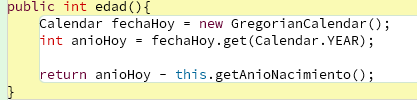 public int edad(){
Calendar fechaHoy = new GregorianCalendar();
int anioHoy = fechaHoy.get(Calendar.YEAR);
return anioHoy - this.getAnioNacimiento();
}